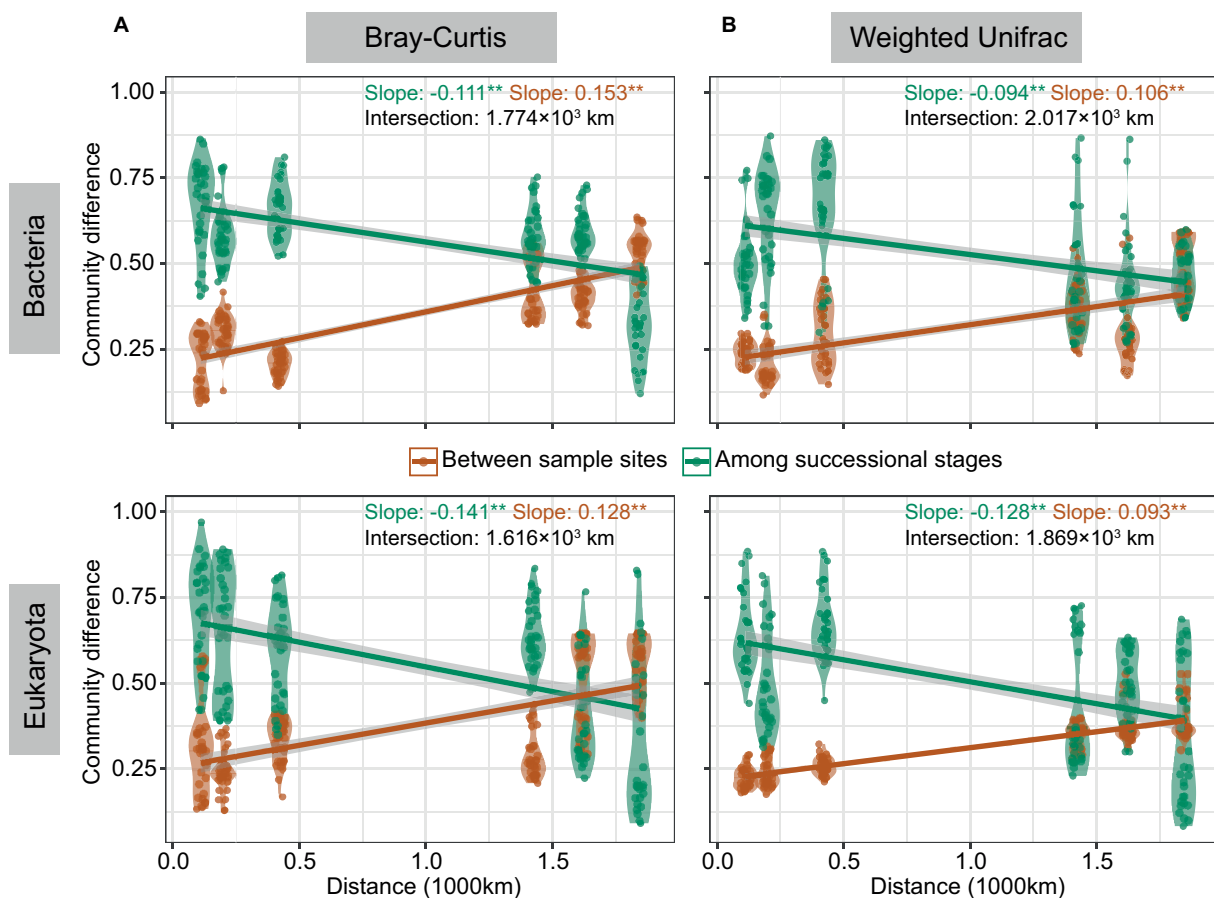 A
Bray-Curtis
B
Weighted Unifrac
Bacteria
Community difference
1.00
0.75
0.50
0.25
Slope: -0.111** Slope: 0.153**
Intersection: 1.774×10³ km
Slope: -0.094** Slope: 0.106**
Intersection: 2.017×10³ km
Between sample sites
Among successional stages
Eukaryota
Community difference
1.00
0.75
0.50
0.25
Slope: -0.141** Slope: 0.128**
Intersection: 1.616×10³ km
Slope: -0.128** Slope: 0.093**
Intersection: 1.869×10³ km
0.0 0.5 1.0 1.5
0.0 0.5 1.0 1.5
Distance (1000km)
Distance (1000km)